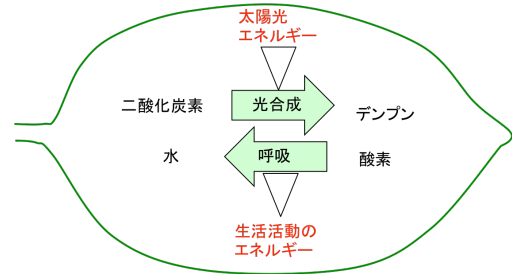 太陽光
エネルギー
二酸化炭素
光合成
デンプン
水
呼吸
酸素
生活活動の
エネルギー